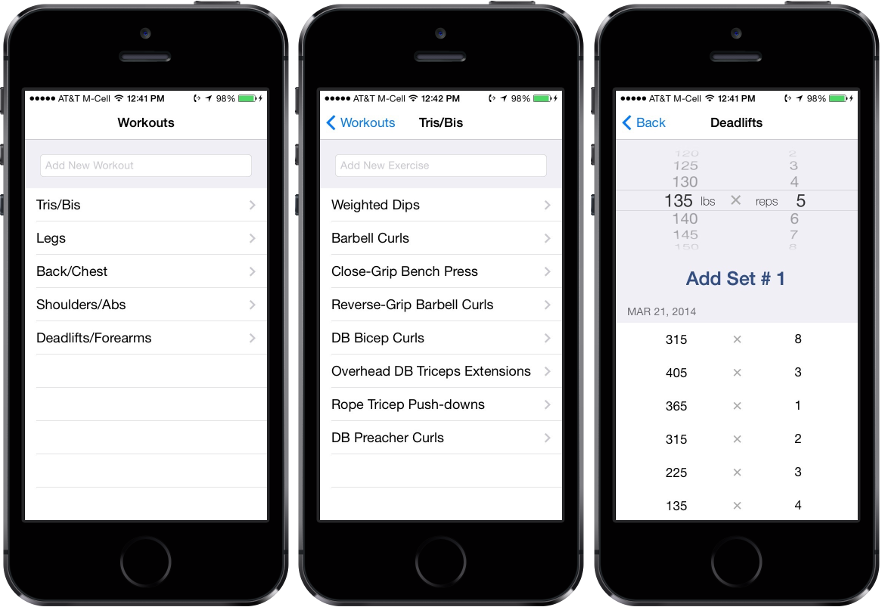 AT&T M-Cell 12:41 PM 98%
Workouts
Add New Workout
Tris/Bis
Legs
Back/Chest
Shoulders/Abs
Deadlifts/Forearms
AT&T M-Cell 12:42 PM 98%
Workouts Tris/Bis
Add New Exercise
Weighted Dips
Barbell Curls
Close-Grip Bench Press
Reverse-Grip Barbell Curls
DB Bicep Curls
Overhead DB Triceps Extensions
Rope Tricep Push-downs
DB Preacher Curls
AT&T M-Cell 12:41 PM 98%
Back Deadlifts
120 2
125 3
130 4
135 lbs × reps 5
140 6
145 7
150 8
Add Set # 1
MAR 21, 2014
315 × 8
405 × 3
365 × 1
315 × 2
225 × 3
135 × 4